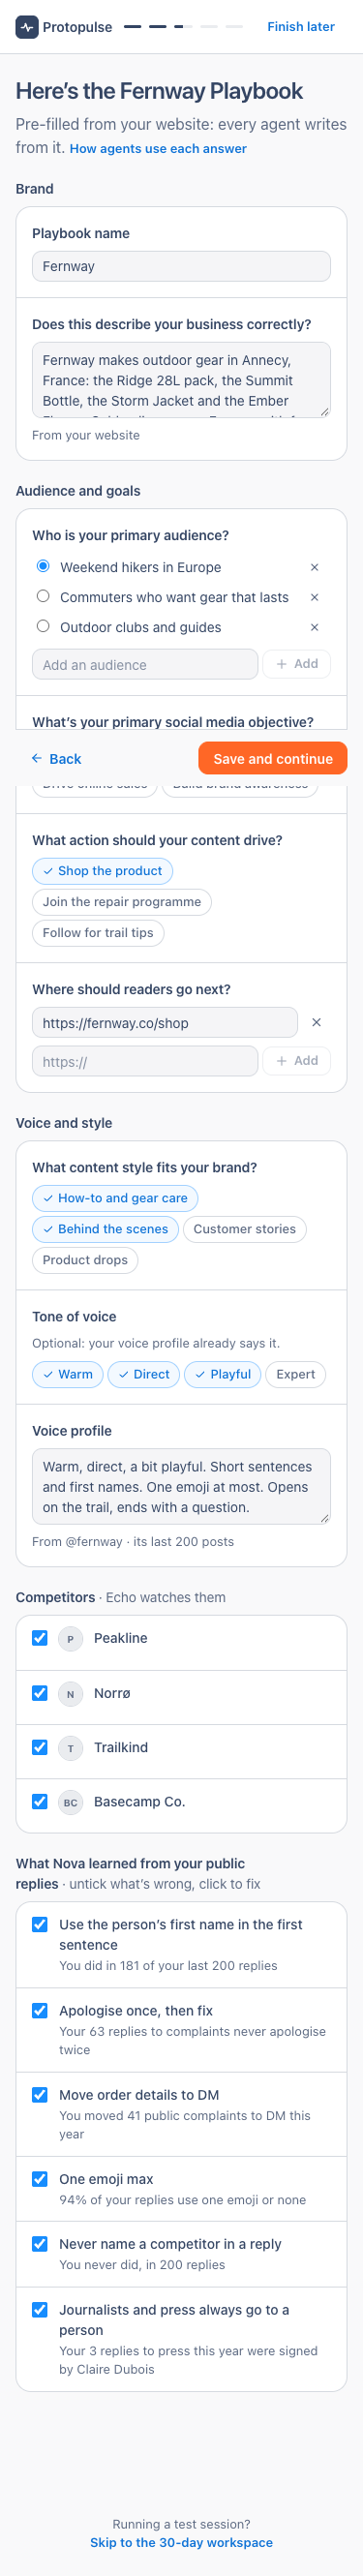 Protopulse
Finish later
Here's the Fernway Playbook
Pre-filled from your website: every agent writes
from it. How agents use each answer
Brand
Playbook name
Fernway
Does this describe your business correctly?
Fernway makes outdoor gear in Annecy,
France: the Ridge 28L pack, the Summit
Bottle, the Storm Jacket and the Ember
From your website
Audience and goals
Who is your primary audience?
Weekend hikers in Europe
Commuters who want gear that lasts
Outdoor clubs and guides
Add an audience
Add
What's your primary social media objective?
Back
Save and continue
Drive online sales
Build brand awareness
What action should your content drive?
Shop the product
Join the repair programme
Follow for trail tips
Where should readers go next?
https://fernway.co/shop
https://
Add
Voice and style
What content style fits your brand?
How-to and gear care
Behind the scenes
Customer stories
Product drops
Tone of voice
Optional: your voice profile already says it.
Warm
Direct
Playful
Expert
Voice profile
Warm, direct, a bit playful. Short sentences
and first names. One emoji at most. Opens
on the trail, ends with a question.
From @fernway · its last 200 posts
Competitors · Echo watches them
P
Peakline
N
Norrø
T
Trailkind
BC
Basecamp Co.
What Nova learned from your public
replies · untick what's wrong, click to fix
Use the person's first name in the first
sentence
You did in 181 of your last 200 replies
Apologise once, then fix
Your 63 replies to complaints never apologise
twice
Move order details to DM
You moved 41 public complaints to DM this
year
One emoji max
94% of your replies use one emoji or none
Never name a competitor in a reply
You never did, in 200 replies
Journalists and press always go to a
person
Your 3 replies to press this year were signed
by Claire Dubois
Running a test session?
Skip to the 30-day workspace